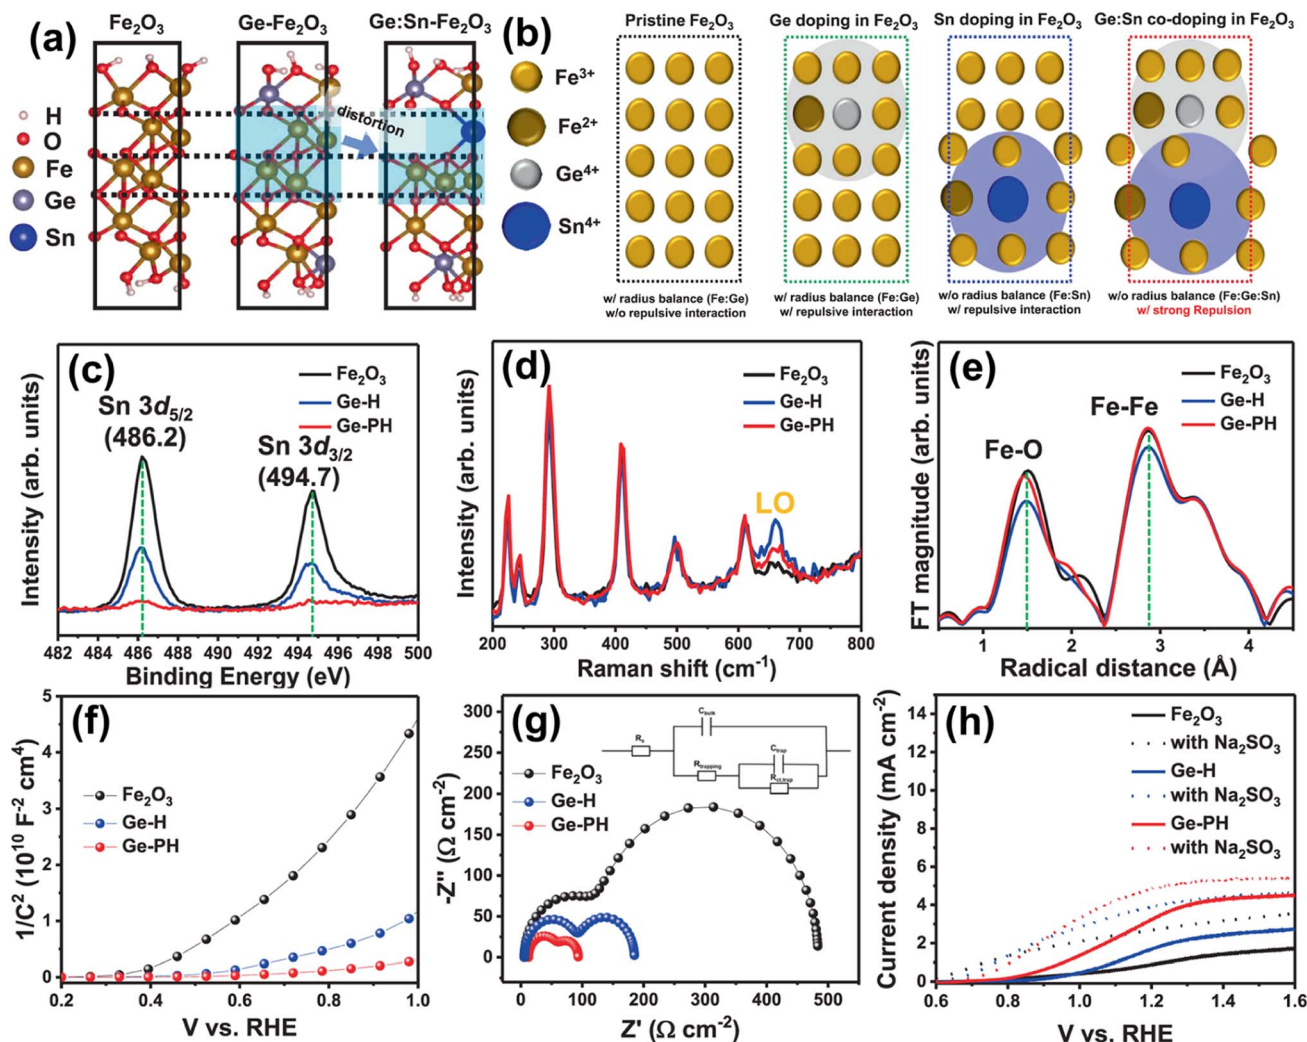 (a)
Fe₂O₃
Ge-Fe₂O₃
Ge:Sn-Fe₂O₃
distortion
H
O
Fe
Ge
Sn
(b)
Pristine Fe₂O₃
Ge doping in Fe₂O₃
Sn doping in Fe₂O₃
Ge:Sn co-doping in Fe₂O₃
Fe³⁺
Fe²⁺
Ge⁴⁺
Sn⁴⁺
w/ radius balance (Fe:Ge)
w/o repulsive interaction
w/ radius balance (Fe:Ge)
w/ repulsive interaction
w/o radius balance (Fe:Sn)
w/ repulsive interaction
w/o radius balance (Fe:Ge:Sn)
w/ strong Repulsion
(c)
Fe₂O₃
Ge-H
Ge-PH
Sn 3d₅/₂
(486.2)
Sn 3d₃/₂
(494.7)
Intensity (arb. units)
482 484 486 488 490 492 494 496 498 500
Binding Energy (eV)
(d)
Fe₂O₃
Ge-H
Ge-PH
LO
Intensity (arb. units)
200 300 400 500 600 700 800
Raman shift (cm⁻¹)
(e)
Fe₂O₃
Ge-H
Ge-PH
Fe-O
Fe-Fe
FT magnitude (arb. units)
1 2 3 4
Radical distance (Å)
(f)
Fe₂O₃
Ge-H
Ge-PH
1/C² (10¹⁰ F⁻² cm⁴)
5
4
3
2
1
0
0.2 0.4 0.6 0.8 1.0
V vs. RHE
(g)
Fe₂O₃
Ge-H
Ge-PH
C bulk
R s
R trapping
C trap
R ct,trap
-Z'' (Ω cm⁻²)
300
250
200
150
100
50
0
0 100 200 300 400 500
Z' (Ω cm⁻²)
(h)
Fe₂O₃
with Na₂SO₃
Ge-H
with Na₂SO₃
Ge-PH
with Na₂SO₃
Current density (mA cm⁻²)
14
12
10
8
6
4
2
0
0.6 0.8 1.0 1.2 1.4 1.6
V vs. RHE